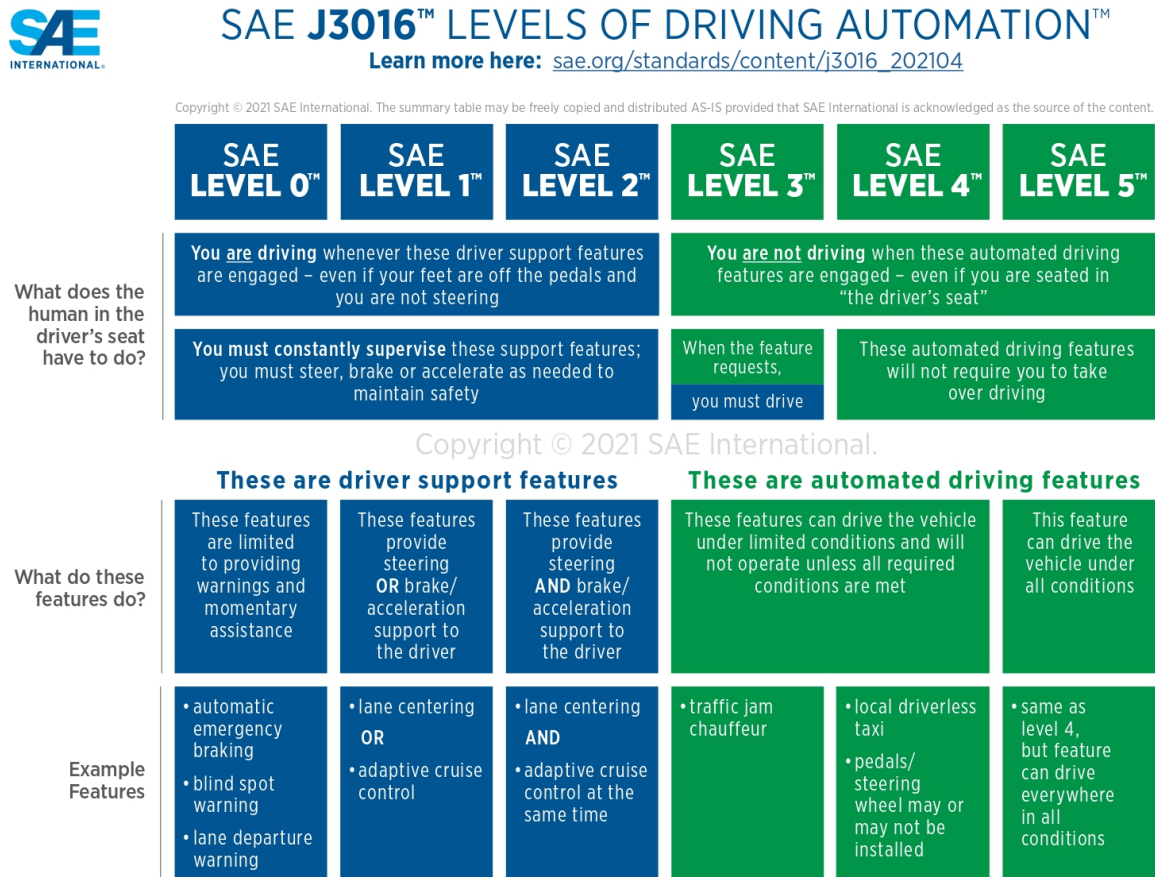 SAE
INTERNATIONAL®
SAE J3016™ LEVELS OF DRIVING AUTOMATION™
Learn more here: sae.org/standards/content/j3016_202104
Copyright © 2021 SAE International. The summary table may be freely copied and distributed AS-IS provided that SAE International is acknowledged as the source of the content.
SAE
LEVEL 0™
SAE
LEVEL 1™
SAE
LEVEL 2™
SAE
LEVEL 3™
SAE
LEVEL 4™
SAE
LEVEL 5™
What does the
human in the
driver's seat
have to do?
You are driving whenever these driver support features
are engaged – even if your feet are off the pedals and
you are not steering
You are not driving when these automated driving
features are engaged – even if you are seated in
“the driver's seat”
You must constantly supervise these support features;
you must steer, brake or accelerate as needed to
maintain safety
When the feature
requests,
you must drive
These automated driving features
will not require you to take
over driving
Copyright © 2021 SAE International.
These are driver support features
These are automated driving features
What do these
features do?
These features
are limited
to providing
warnings and
momentary
assistance
These features
provide
steering
OR brake/
acceleration
support to
the driver
These features
provide
steering
AND brake/
acceleration
support to
the driver
These features can drive the vehicle
under limited conditions and will
not operate unless all required
conditions are met
This feature
can drive the
vehicle under
all conditions
Example
Features
• automatic
emergency
braking
• blind spot
warning
• lane departure
warning
• lane centering
OR
• adaptive cruise
control
• lane centering
AND
• adaptive cruise
control at the
same time
• traffic jam
chauffeur
• local driverless
taxi
• pedals/
steering
wheel may or
may not be
installed
• same as
level 4,
but feature
can drive
everywhere
in all
conditions